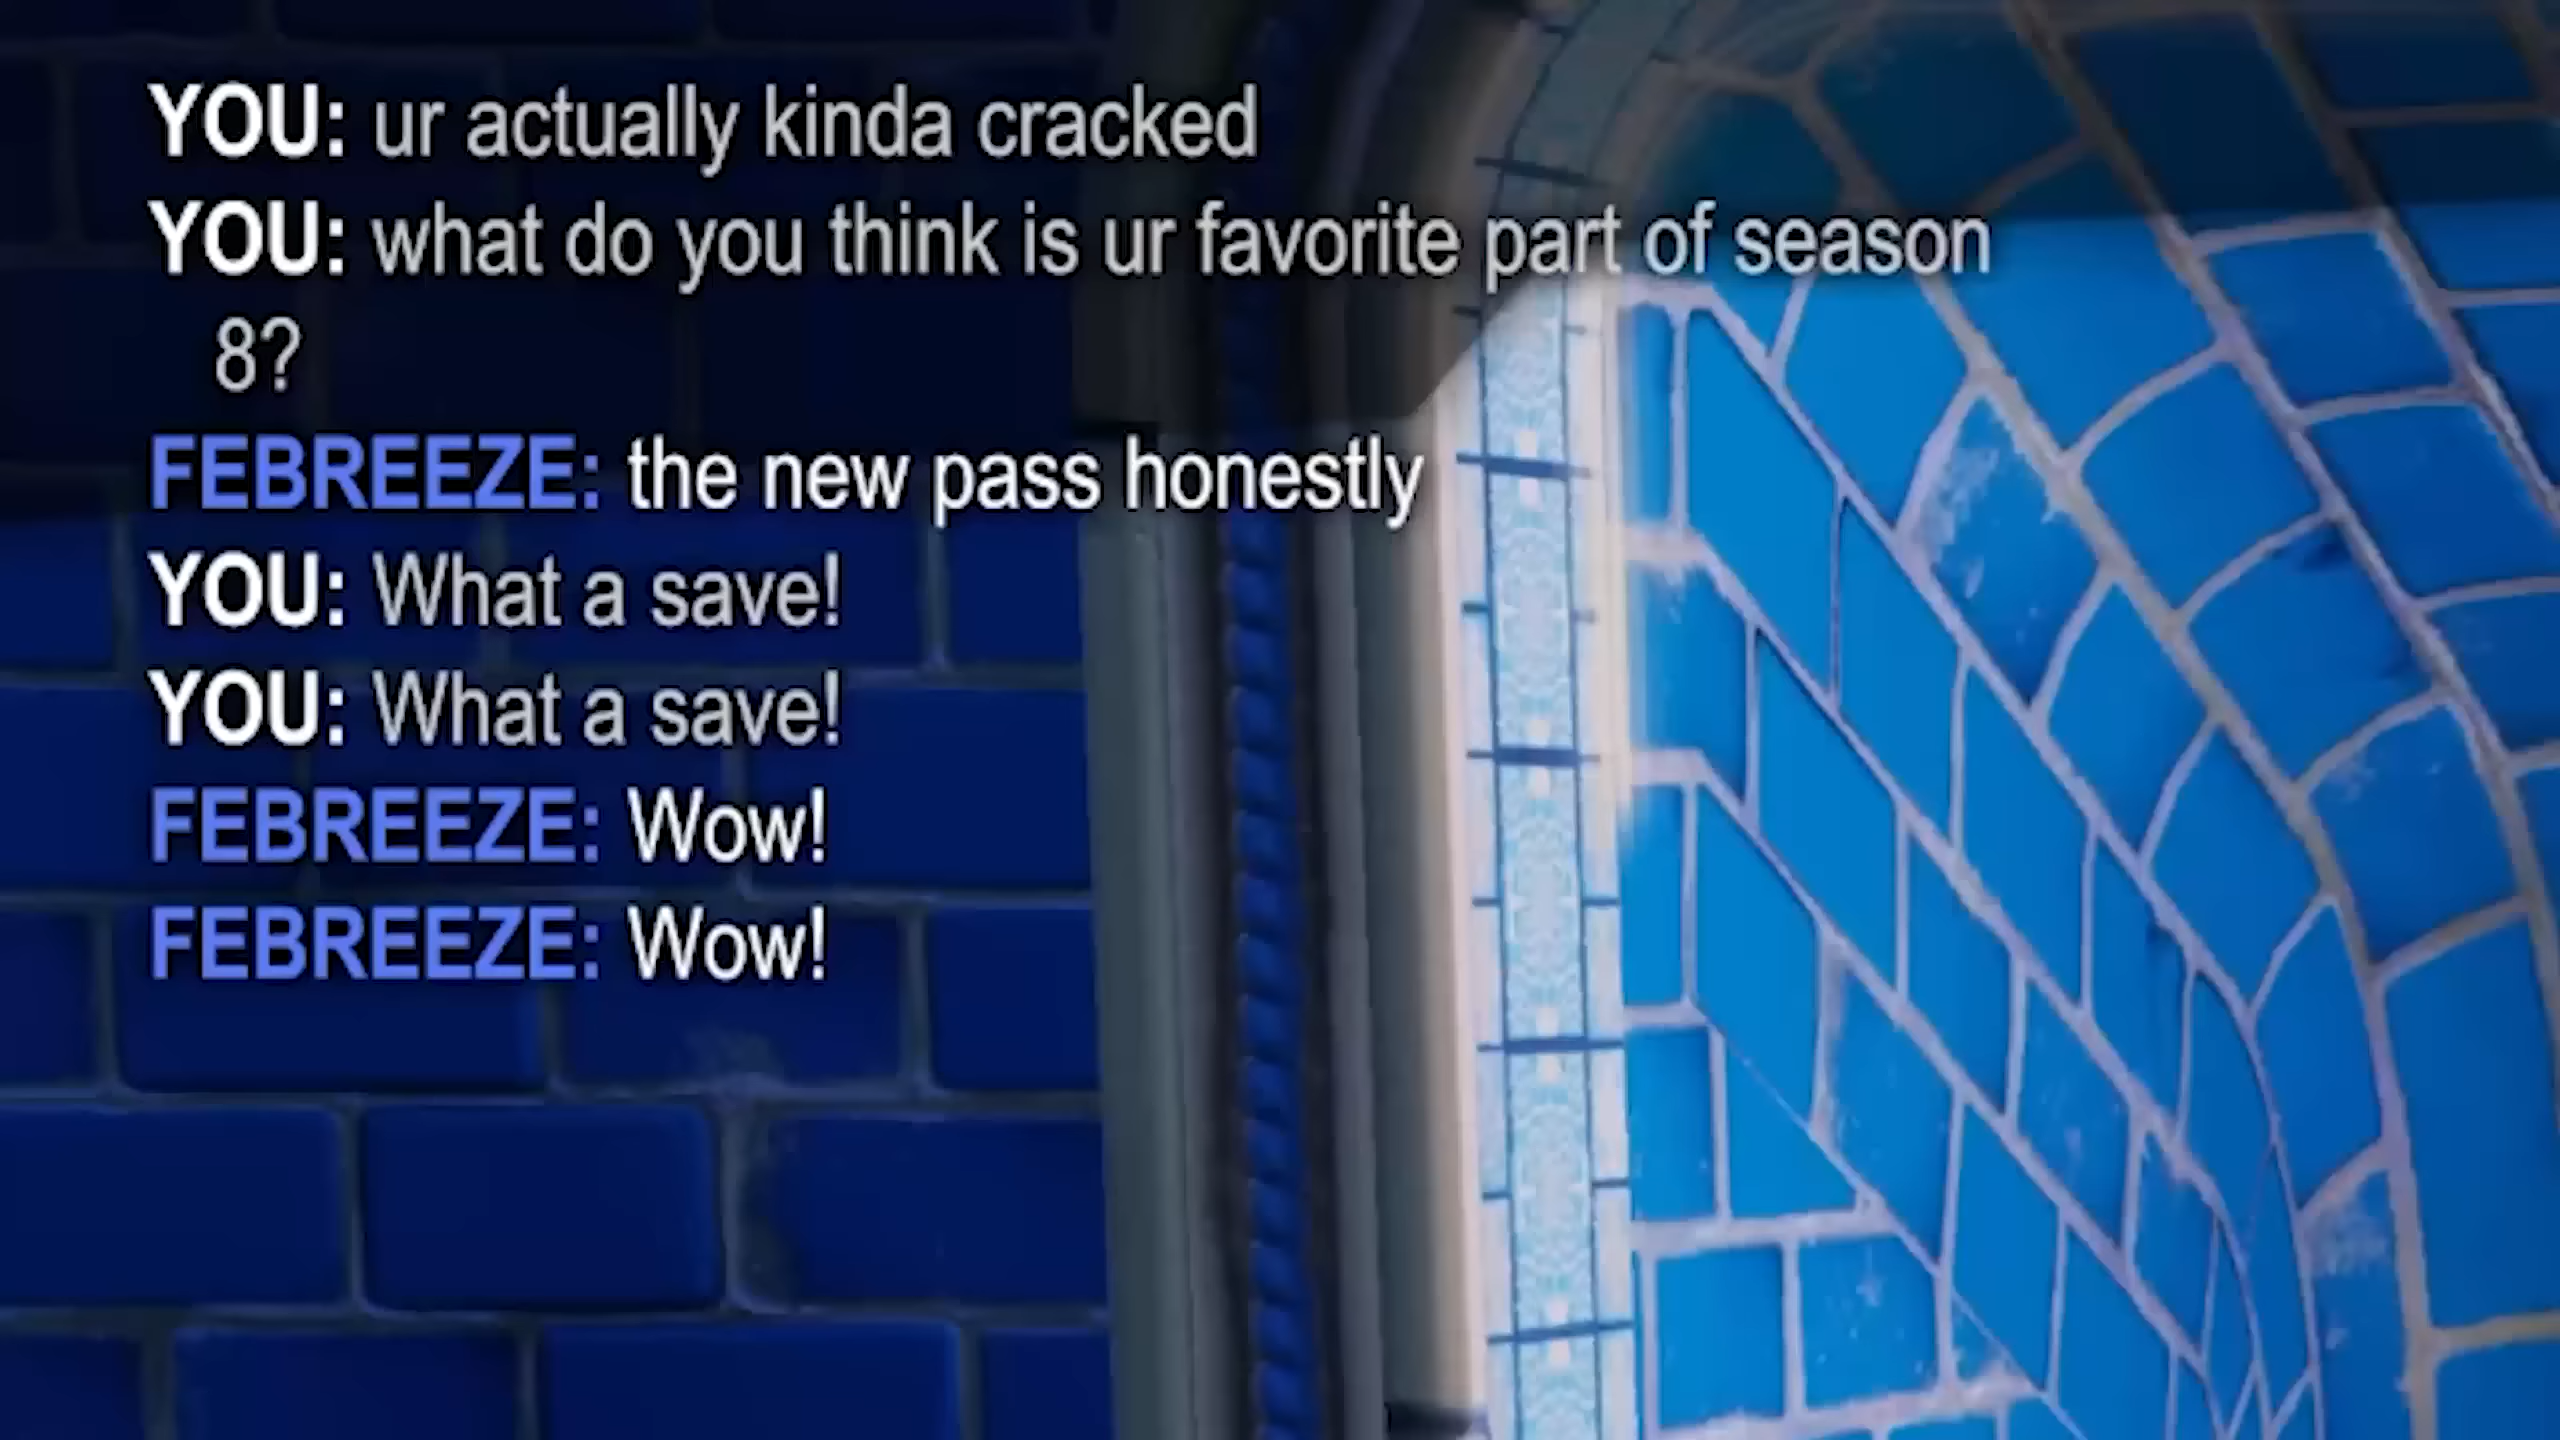 YOU: ur actually kinda cracked
YOU: what do you think is ur favorite part of season
8?
FEBREEZE: the new pass honestly
YOU: What a save!
YOU: What a save!
FEBREEZE: Wow!
FEBREEZE: Wow!